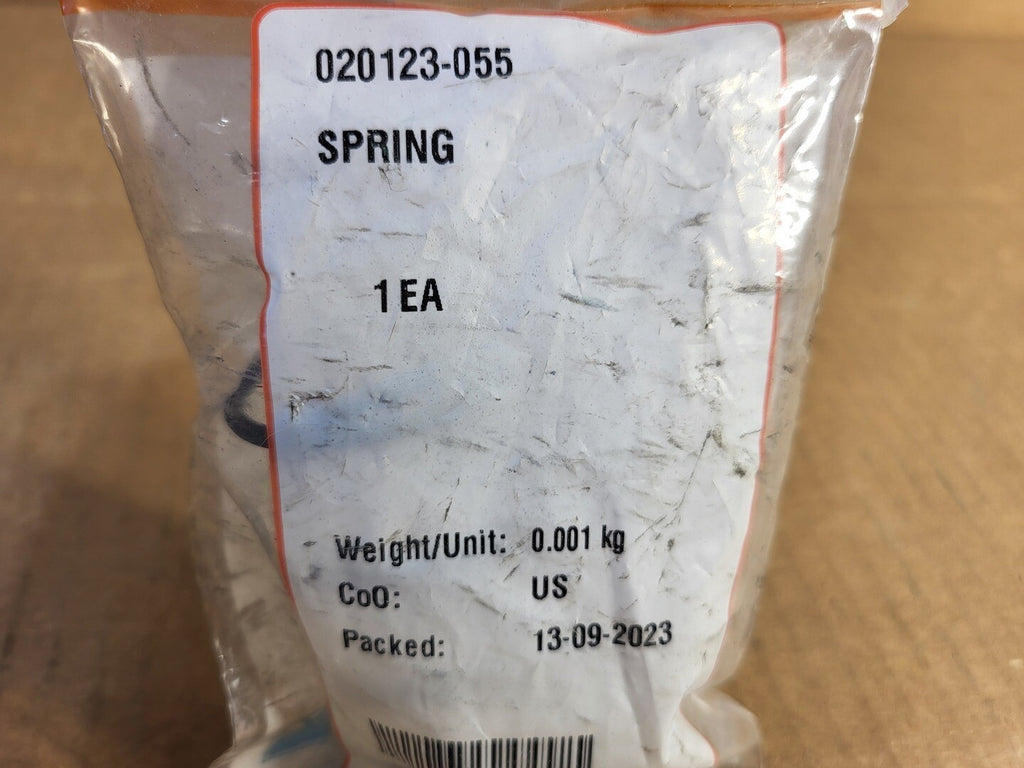 020123-055
SPRING
1 EA
Weight/Unit: 0.001 kg
CoO: US
Packed: 13-09-2023